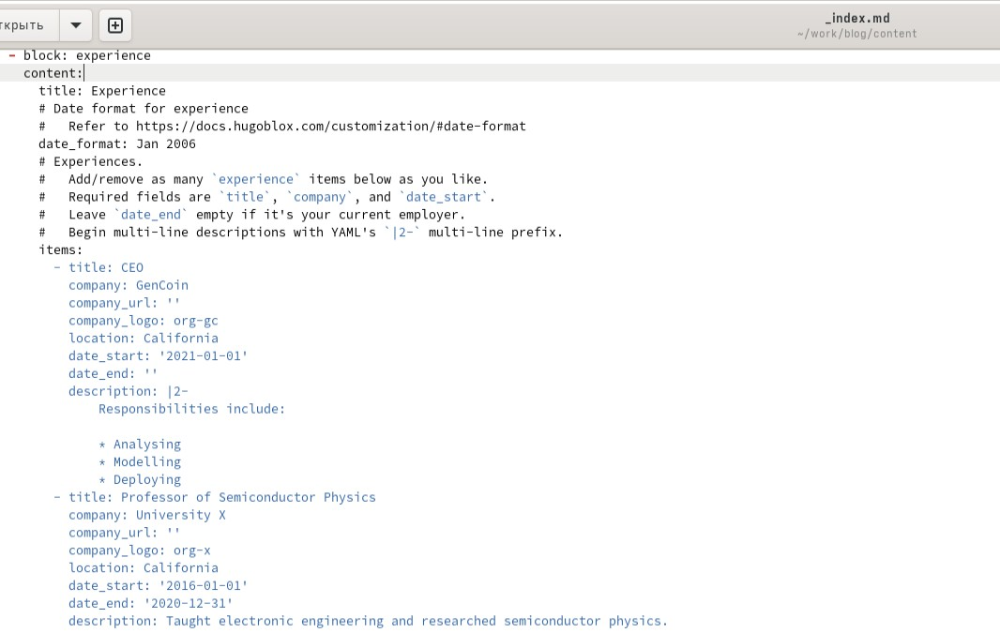 ткрыть
_index.md
~/work/blog/content
- block: experience
  content:
    title: Experience
    # Date format for experience
    #   Refer to https://docs.hugoblox.com/customization/#date-format
    date_format: Jan 2006
    # Experiences.
    #   Add/remove as many `experience` items below as you like.
    #   Required fields are `title`, `company`, and `date_start`.
    #   Leave `date_end` empty if it's your current employer.
    #   Begin multi-line descriptions with YAML's `|2-` multi-line prefix.
    items:
      - title: CEO
        company: GenCoin
        company_url: ''
        company_logo: org-gc
        location: California
        date_start: '2021-01-01'
        date_end: ''
        description: |2-
            Responsibilities include:
            * Analysing
            * Modelling
            * Deploying
      - title: Professor of Semiconductor Physics
        company: University X
        company_url: ''
        company_logo: org-x
        location: California
        date_start: '2016-01-01'
        date_end: '2020-12-31'
        description: Taught electronic engineering and researched semiconductor physics.